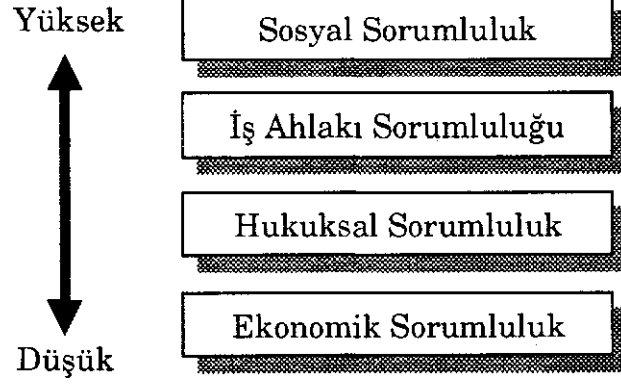 Yüksek
Sosyal Sorumluluk
İş Ahlakı Sorumluluğu
Hukuksal Sorumluluk
Ekonomik Sorumluluk
Düşük